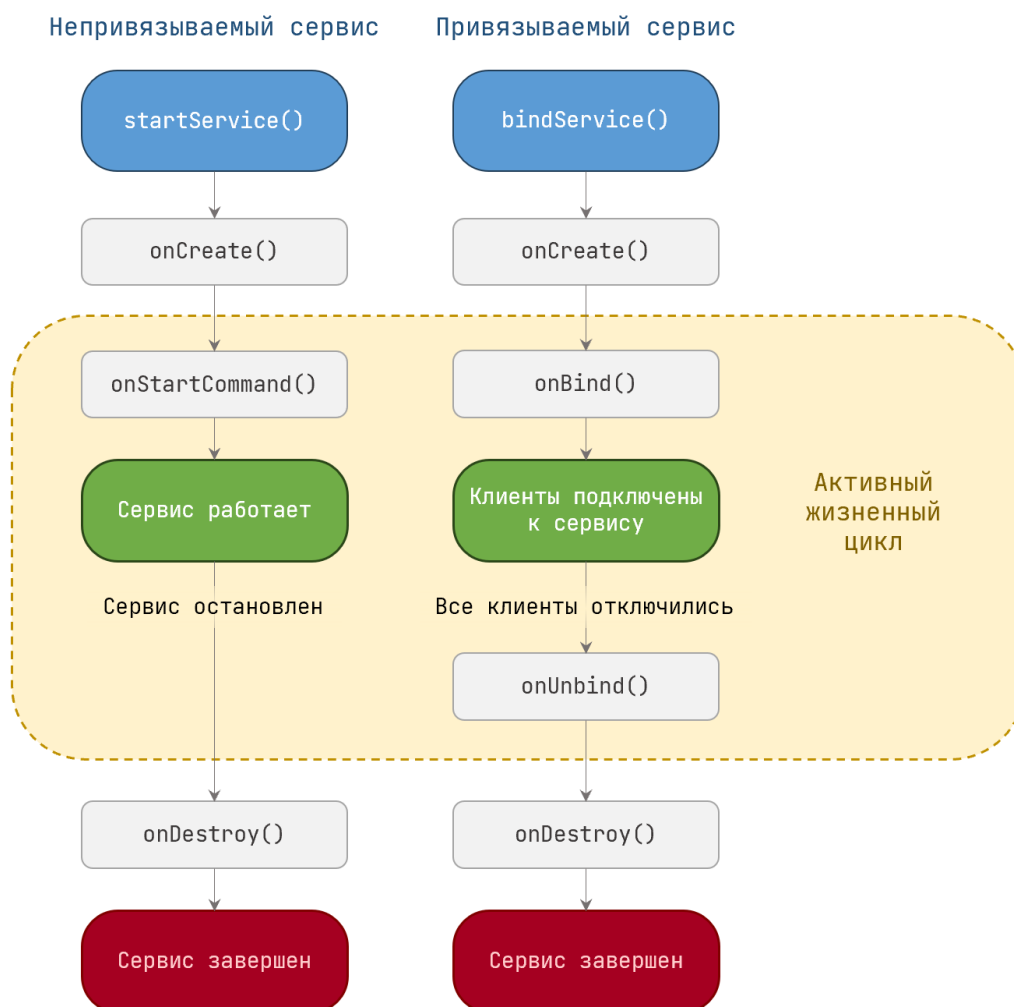 Непривязываемый сервис
Привязываемый сервис
startService()
bindService()
onCreate()
onCreate()
onStartCommand()
onBind()
Сервис работает
Клиенты подключены
к сервису
Активный
жизненный
цикл
Сервис остановлен
Все клиенты отключились
onUnbind()
onDestroy()
onDestroy()
Сервис завершен
Сервис завершен